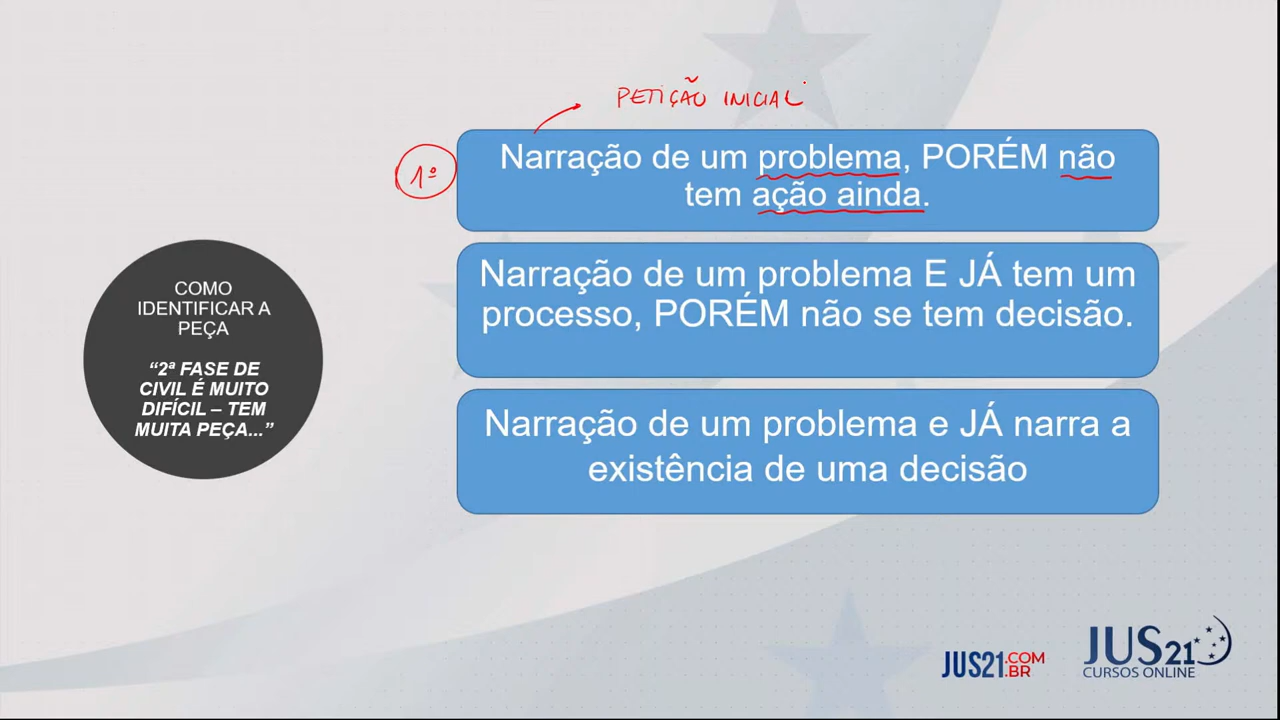 PETIÇÃO INICIAL
1º
Narração de um problema, PORÉM não
tem ação ainda.
COMO
IDENTIFICAR A
PEÇA
“2ª FASE DE
CIVIL É MUITO
DIFÍCIL – TEM
MUITA PEÇA...”
Narração de um problema E JÁ tem um
processo, PORÉM não se tem decisão.
Narração de um problema e JÁ narra a
existência de uma decisão
JUS21.COM
.BR
JUS21
CURSOS ONLINE